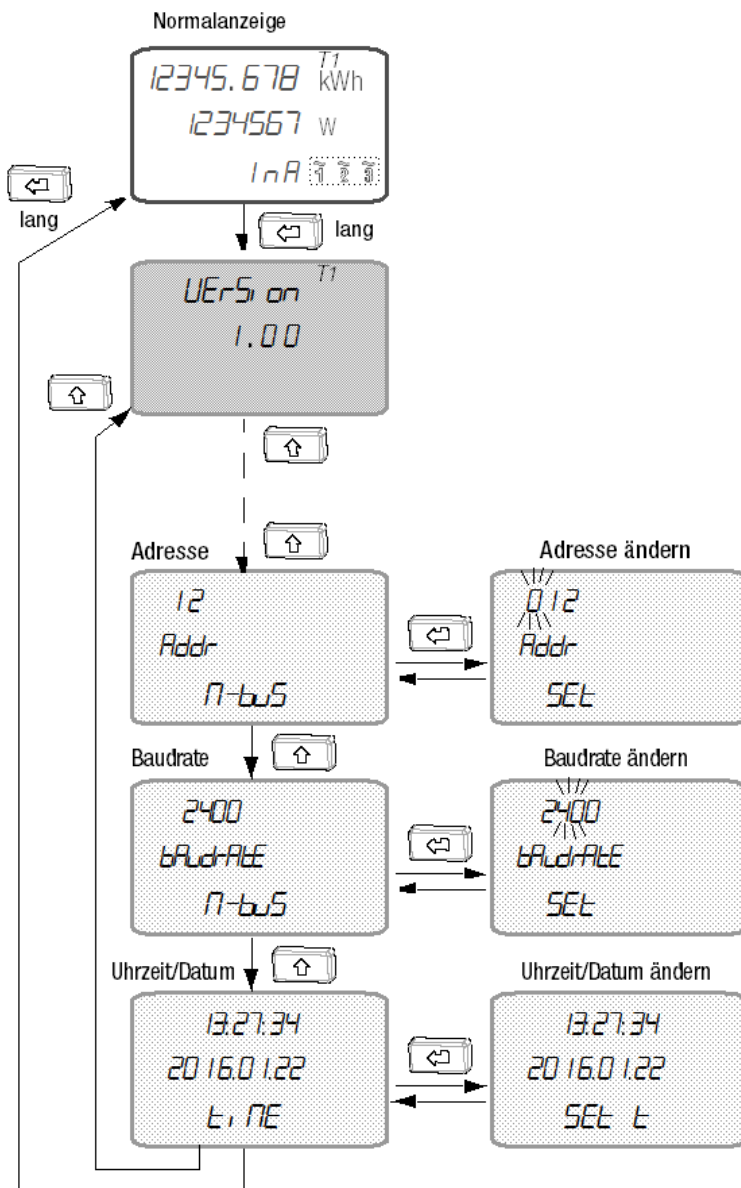 Normalanzeige
T1
12345.678 kWh
1234567 W
InA 1 2 3
lang
lang
VErSion T1
1.00
Adresse
Adresse ändern
12
Addr
M-buS
012
Addr
SEt
Baudrate
Baudrate ändern
2400
bAudrAtE
M-buS
2400
bAudrAtE
SEt
Uhrzeit/Datum
Uhrzeit/Datum ändern
13:27:34
2016.01.22
tiME
13:27:34
2016.01.22
SEt t